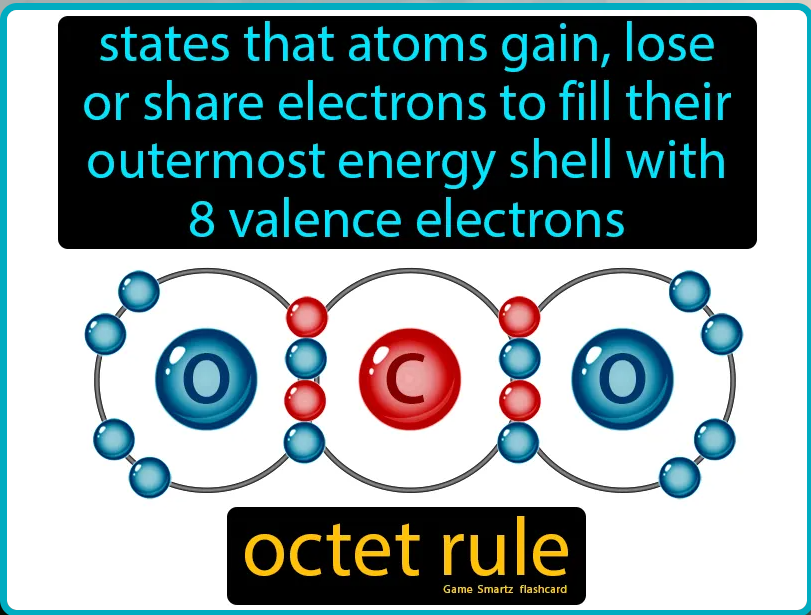 states that atoms gain, lose
or share electrons to fill their
outermost energy shell with
8 valence electrons
O C O
octet rule
Game Smartz flashcard